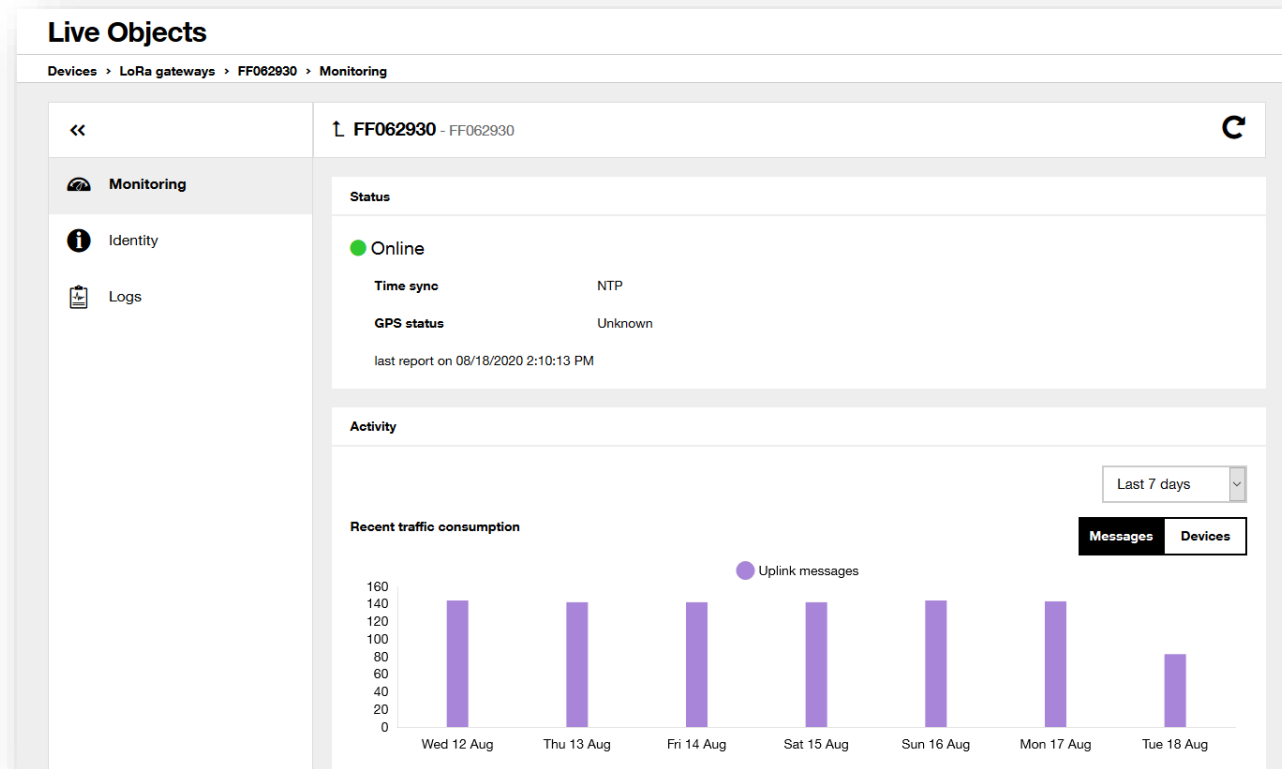 Live Objects
Devices › LoRa gateways › FF062930 › Monitoring
FF062930 - FF062930
Monitoring
Identity
Logs
Status
Online
Time sync NTP
GPS status Unknown
last report on 08/18/2020 2:10:13 PM
Activity
Last 7 days
Recent traffic consumption
Messages Devices
Uplink messages
160
140
120
100
80
60
40
20
0
Wed 12 Aug Thu 13 Aug Fri 14 Aug Sat 15 Aug Sun 16 Aug Mon 17 Aug Tue 18 Aug